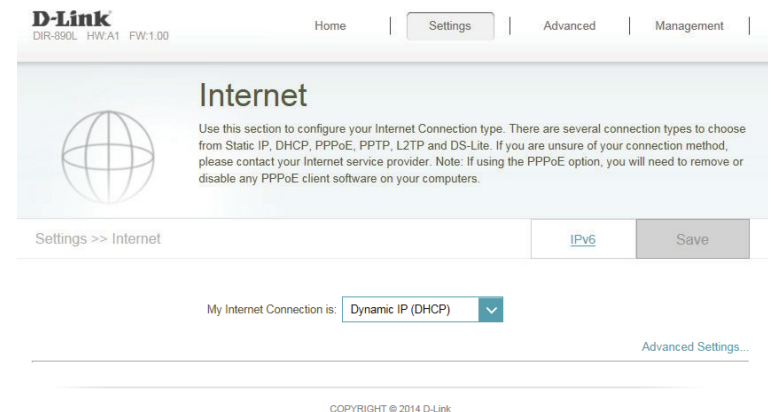 D-Link
DIR-890L HW:A1 FW:1.00
Home
Settings
Advanced
Management
Internet
Use this section to configure your Internet Connection type. There are several connection types to choose
from Static IP, DHCP, PPPoE, PPTP, L2TP and DS-Lite. If you are unsure of your connection method,
please contact your Internet service provider. Note: If using the PPPoE option, you will need to remove or
disable any PPPoE client software on your computers.
Settings >> Internet
IPv6
Save
My Internet Connection is: Dynamic IP (DHCP)
Advanced Settings...
COPYRIGHT © 2014 D-Link